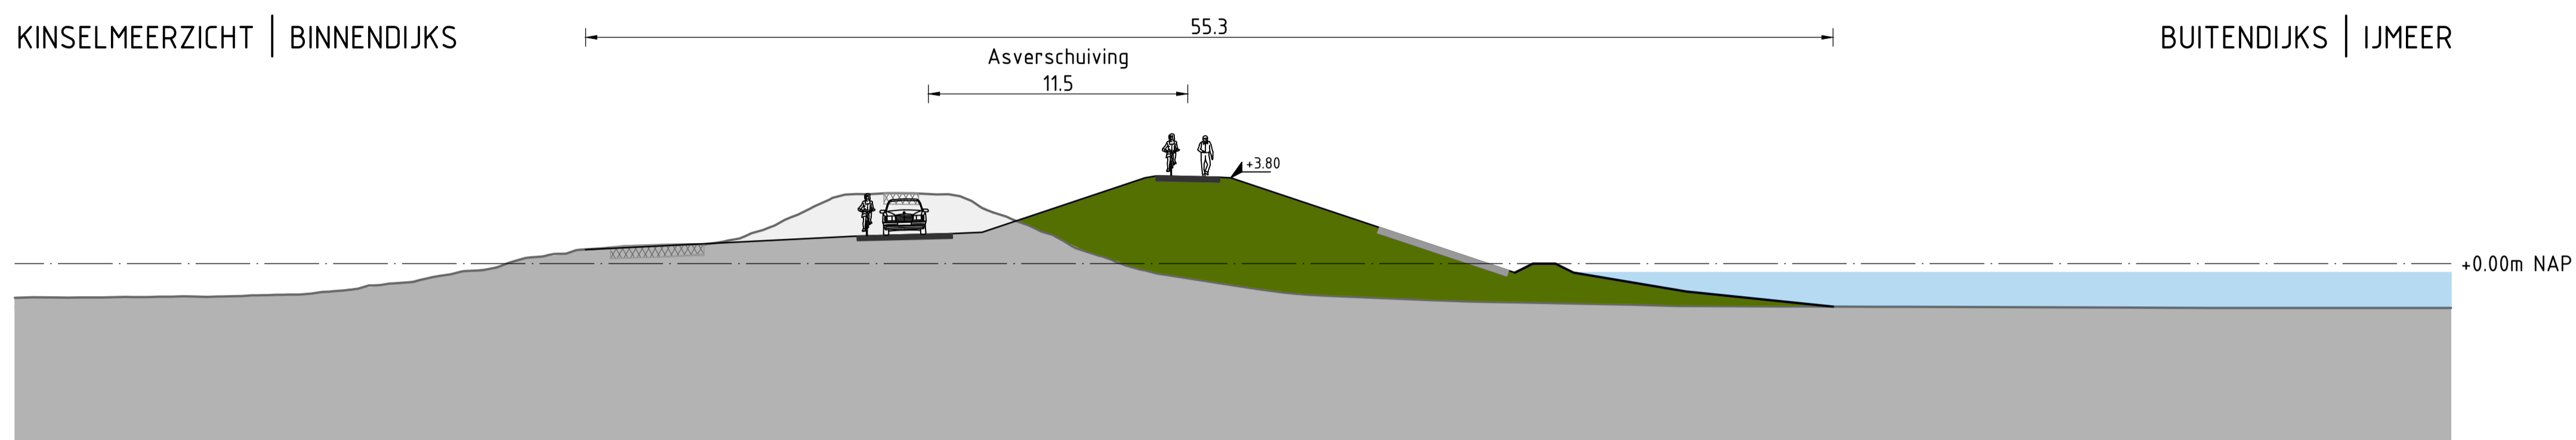 KINSELMEERZICHT | BINNENDIJKS
55.3
BUITENDIJKS | IJMEER
Asverschuiving
11.5
+3.80
+0.00m NAP